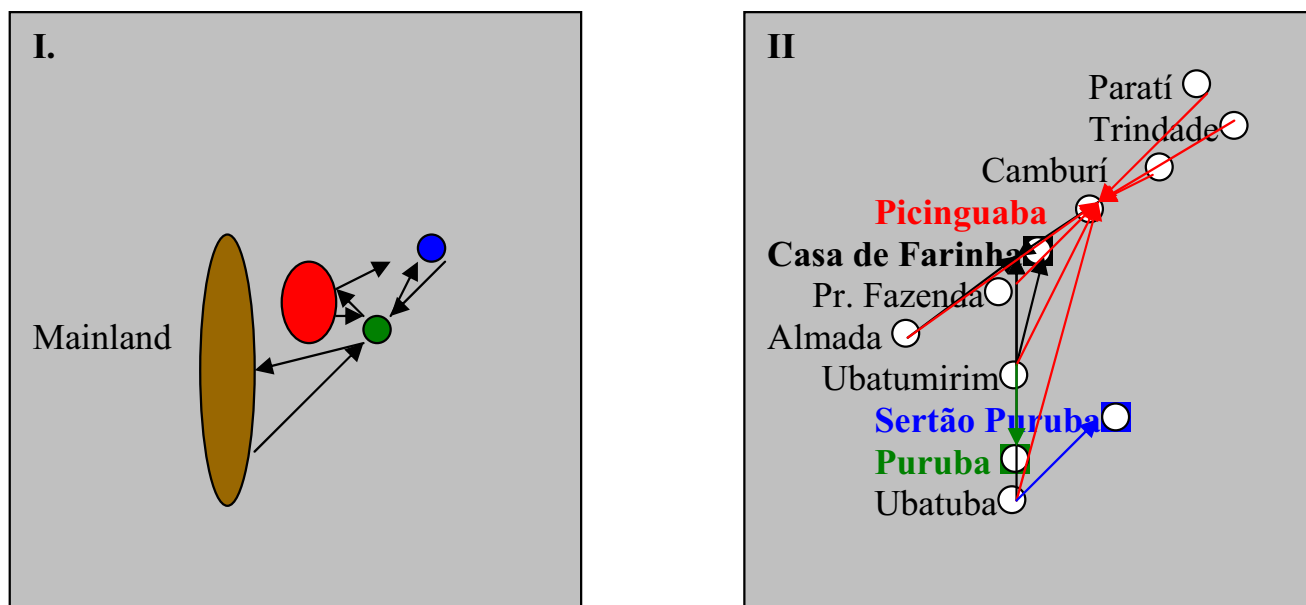 I.
Mainland
II
Paratí
Trindade
Camburí
Picinguaba
Casa de Farinha
Pr. Fazenda
Almada
Ubatumirim
Sertão Puruba
Puruba
Ubatuba